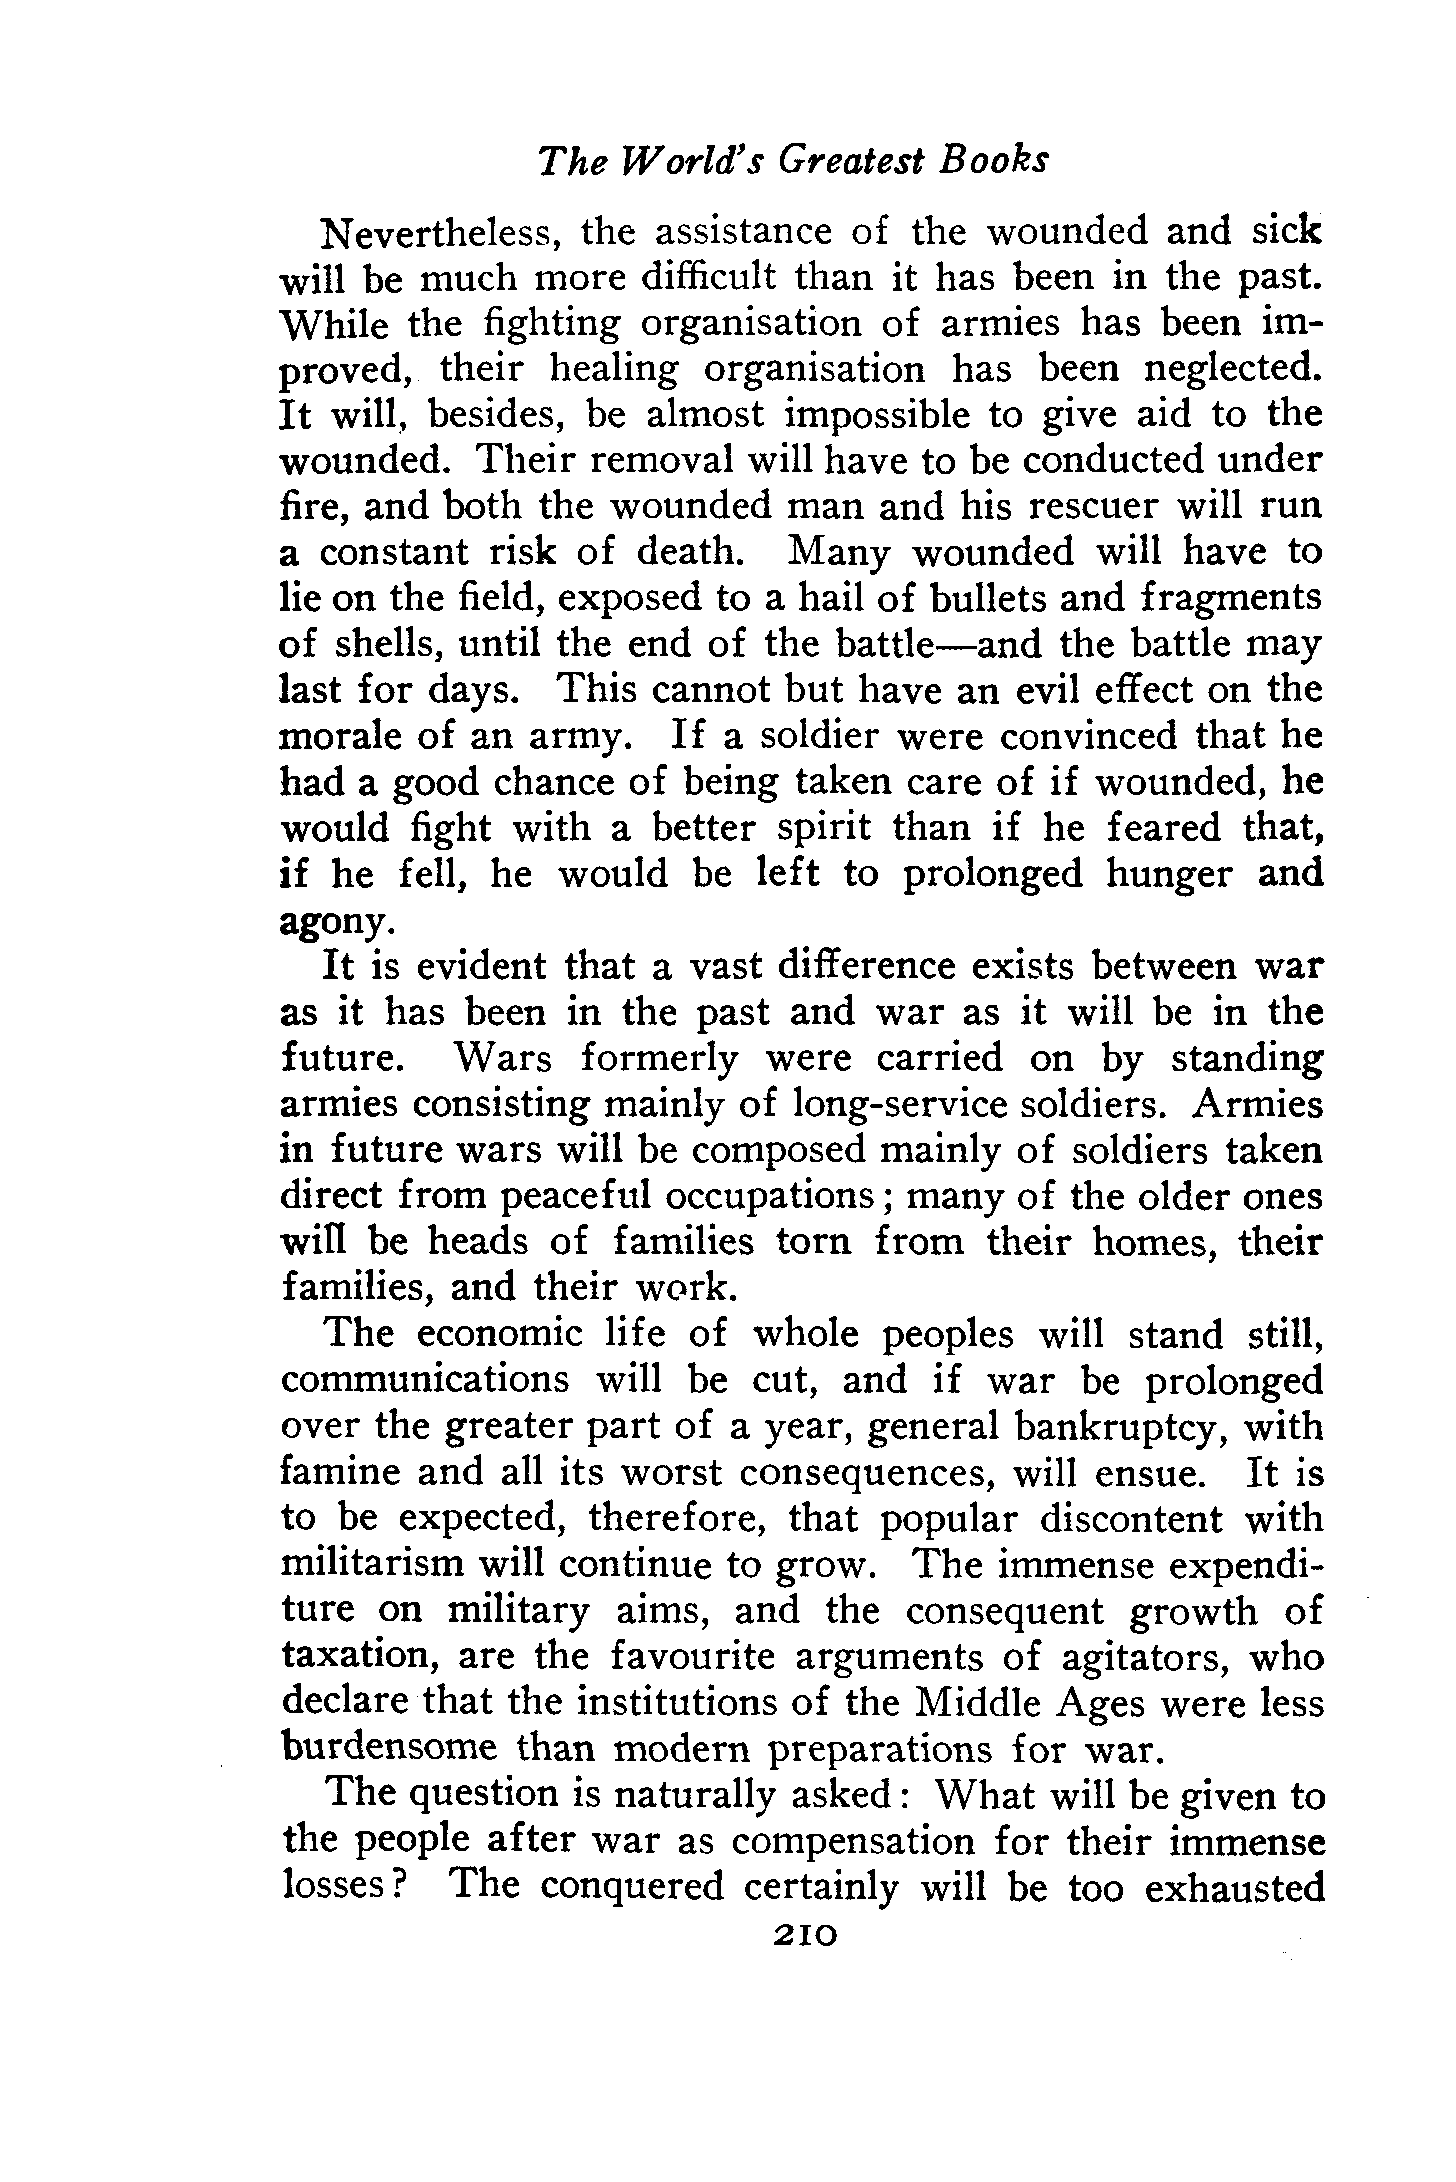 The World's Greatest Books
Nevertheless, the assistance of the wounded and sick
will be much more difficult than it has been in the past.
While the fighting organisation of armies has been im-
proved, their healing organisation has been neglected.
It will, besides, be almost impossible to give aid to the
wounded. Their removal will have to be conducted under
fire, and both the wounded man and his rescuer will run
a constant risk of death. Many wounded will have to
lie on the field, exposed to a hail of bullets and fragments
of shells, until the end of the battle—and the battle may
last for days. This cannot but have an evil effect on the
morale of an army. If a soldier were convinced that he
had a good chance of being taken care of if wounded, he
would fight with a better spirit than if he feared that,
if he fell, he would be left to prolonged hunger and
agony.
It is evident that a vast difference exists between war
as it has been in the past and war as it will be in the
future. Wars formerly were carried on by standing
armies consisting mainly of long-service soldiers. Armies
in future wars will be composed mainly of soldiers taken
direct from peaceful occupations; many of the older ones
will be heads of families torn from their homes, their
families, and their work.
The economic life of whole peoples will stand still,
communications will be cut, and if war be prolonged
over the greater part of a year, general bankruptcy, with
famine and all its worst consequences, will ensue. It is
to be expected, therefore, that popular discontent with
militarism will continue to grow. The immense expendi-
ture on military aims, and the consequent growth of
taxation, are the favourite arguments of agitators, who
declare that the institutions of the Middle Ages were less
burdensome than modern preparations for war.
The question is naturally asked: What will be given to
the people after war as compensation for their immense
losses? The conquered certainly will be too exhausted
210